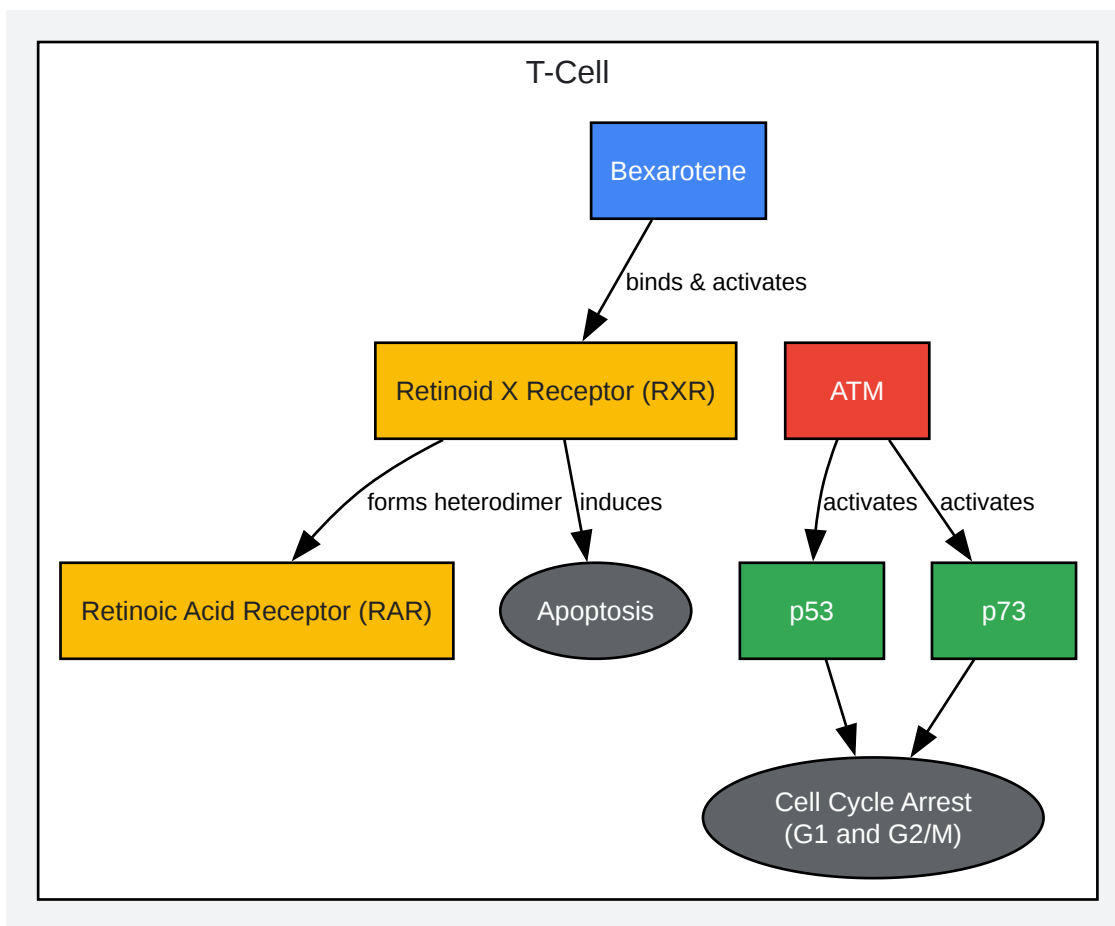 T-Cell
Bexarotene
binds & activates
Retinoid X Receptor (RXR)
ATM
forms heterodimer
induces
activates
activates
Retinoic Acid Receptor (RAR)
Apoptosis
p53
p73
Cell Cycle Arrest
(G1 and G2/M)